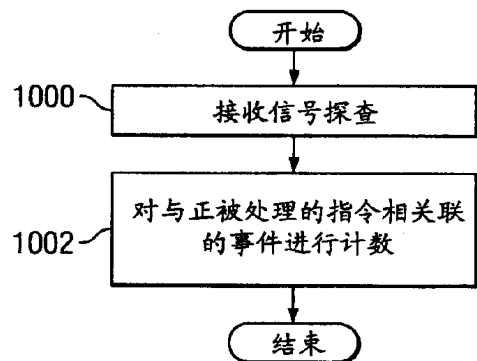 开始
1000
接收信号探查
对与正被处理的指令相关联
的事件进行计数
1002
结束